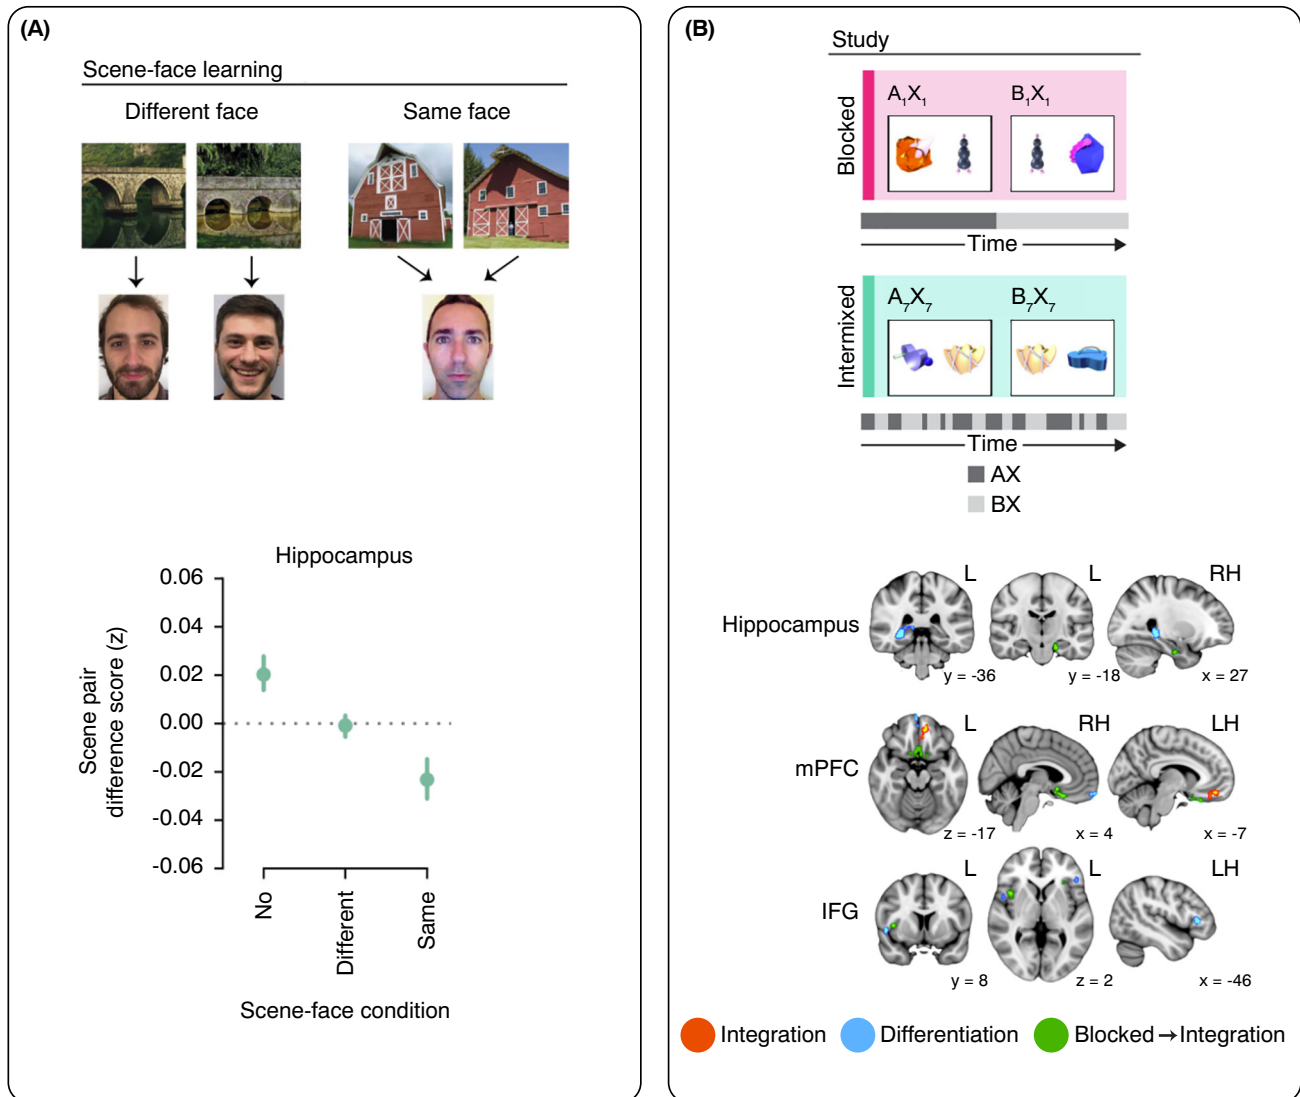 (A)
Scene-face learning
Different face
Same face
Hippocampus
Scene pair
difference score (z)
0.06
0.04
0.02
0.00
-0.02
-0.04
-0.06
No
Different
Same
Scene-face condition
(B)
Study
Blocked
A₁X₁
B₁X₁
Time
Intermixed
A₇X₇
B₇X₇
Time
AX
BX
Hippocampus
L
L
RH
y = -36
y = -18
x = 27
mPFC
L
RH
LH
z = -17
x = 4
x = -7
IFG
L
L
LH
y = 8
z = 2
x = -46
Integration
Differentiation
Blocked → Integration